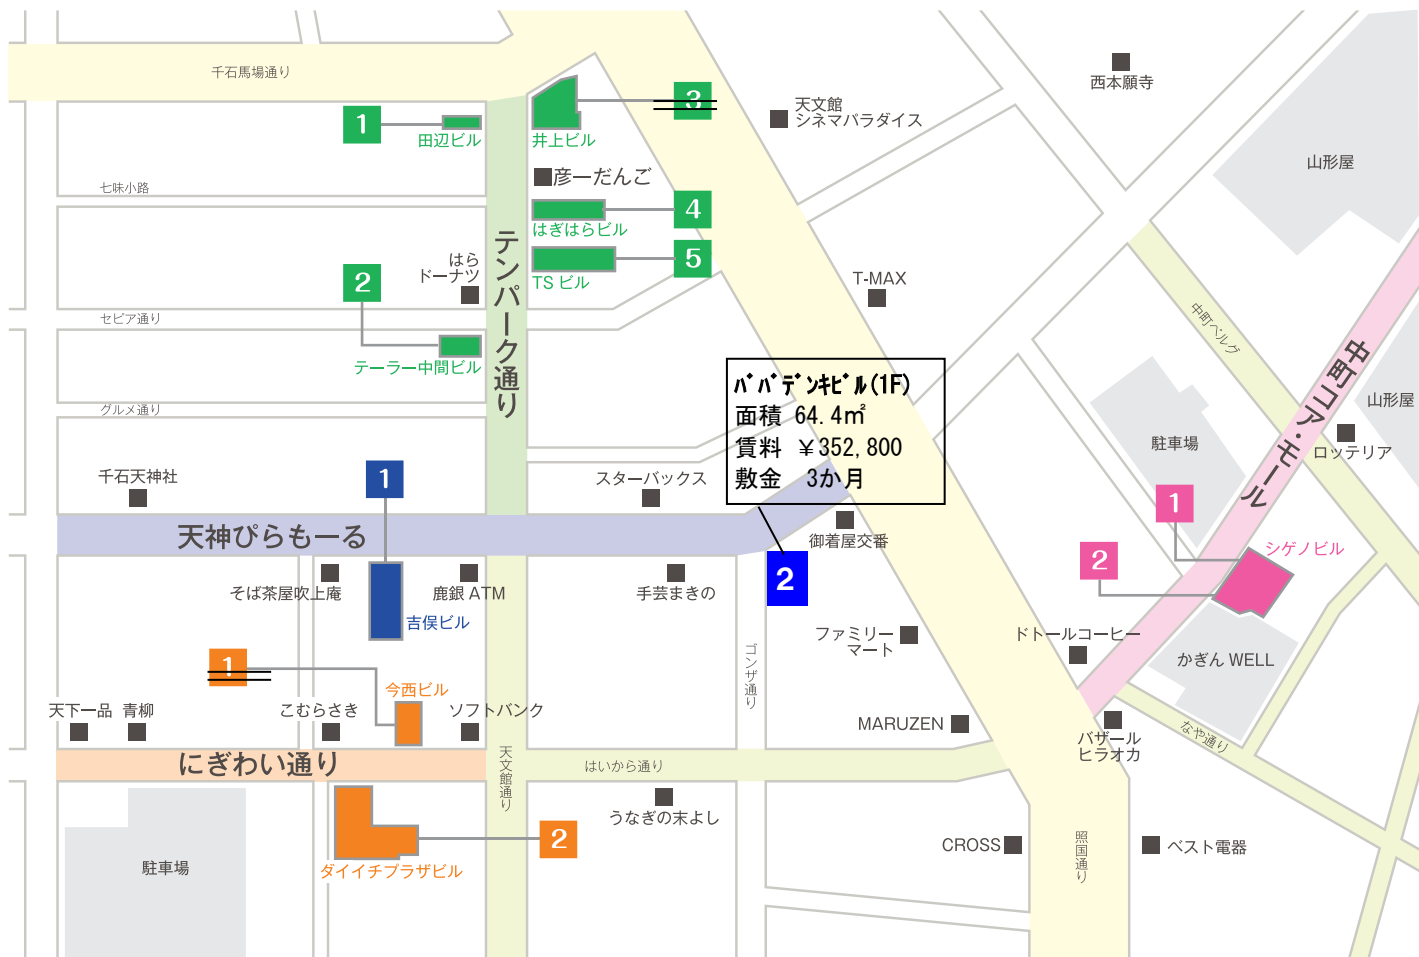 千石馬場通り
西本願寺
3
天文館
シネマパラダイス
1
田辺ビル
井上ビル
山形屋
七味小路
彦一だんご
4
はぎはらビル
テンパーク通り
はら
ドーナツ
5
TS ビル
2
T-MAX
セピア通り
中町ベルグ
中町コア・モール
テーラー中間ビル
ババデンキビル(1F)
面積 64.4㎡
賃料 ￥352,800
敷金 3か月
グルメ通り
山形屋
駐車場
ロッテリア
千石天神社
1
スターバックス
1
天神ぴらもーる
御着屋交番
シゲノビル
2
2
そば茶屋吹上庵
鹿銀 ATM
手芸まきの
吉俣ビル
ファミリー
マート
ドトールコーヒー
ゴンザ通り
かぎん WELL
1
今西ビル
天下一品
青柳
こむらさき
ソフトバンク
MARUZEN
バザール
ヒラオカ
なや通り
にぎわい通り
天文館通り
はいから通り
うなぎの末よし
2
CROSS
照国通り
ベスト電器
駐車場
ダイイチプラザビル